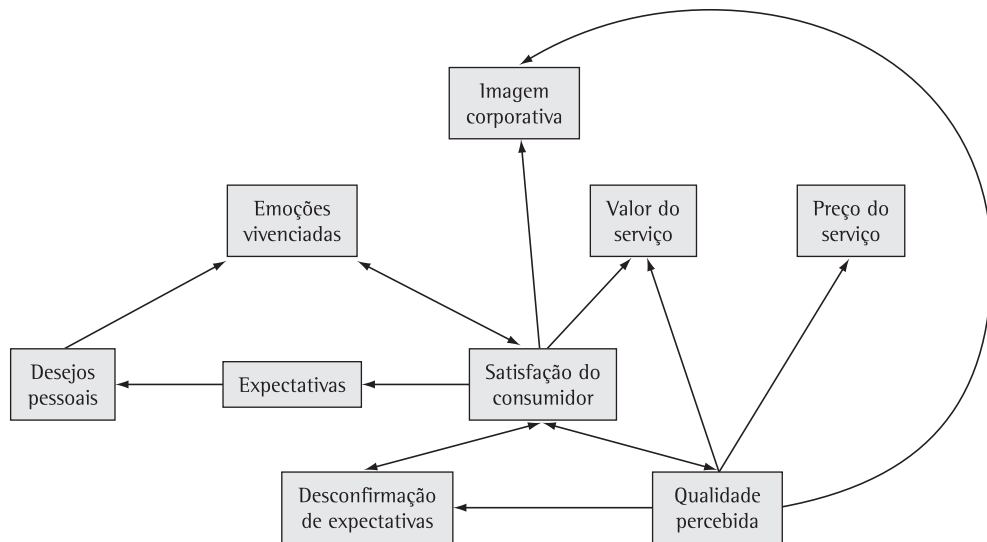 Imagem
corporativa
Emoções
vivenciadas
Valor do
serviço
Preço do
serviço
Desejos
pessoais
Expectativas
Satisfação do
consumidor
Desconfirmação
de expectativas
Qualidade
percebida